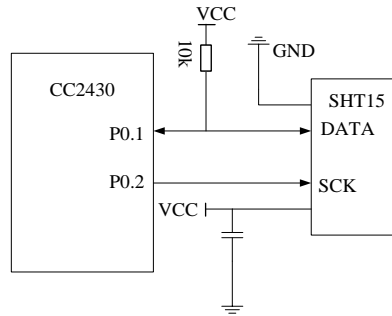 VCC
10k
GND
CC2430
SHT15
P0.1
DATA
P0.2
SCK
VCC